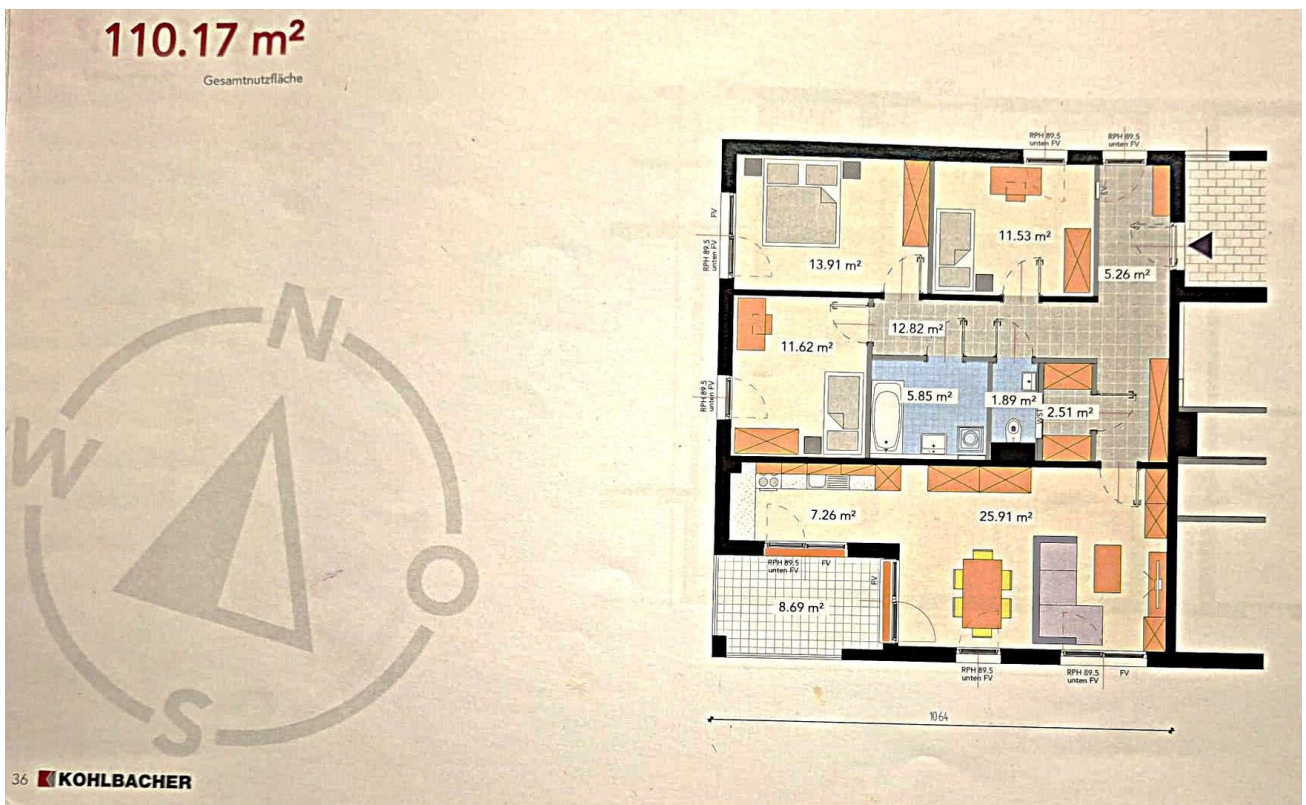 110.17 m²
Gesamtnutzfläche
RPH 89.5
unten FV
RPH 89.5
unten FV
FV
RPH 89.5
unten FV
13.91 m²
11.53 m²
FV
5.26 m²
12.82 m²
11.62 m²
RPH 89.5
unten FV
5.85 m²
1.89 m²
WST
2.51 m²
7.26 m²
25.91 m²
RPH 89.5
unten FV
FV
FV
8.69 m²
RPH 89.5
unten FV
RPH 89.5
unten FV
FV
1064
N
W
O
S
36 KOHLBACHER